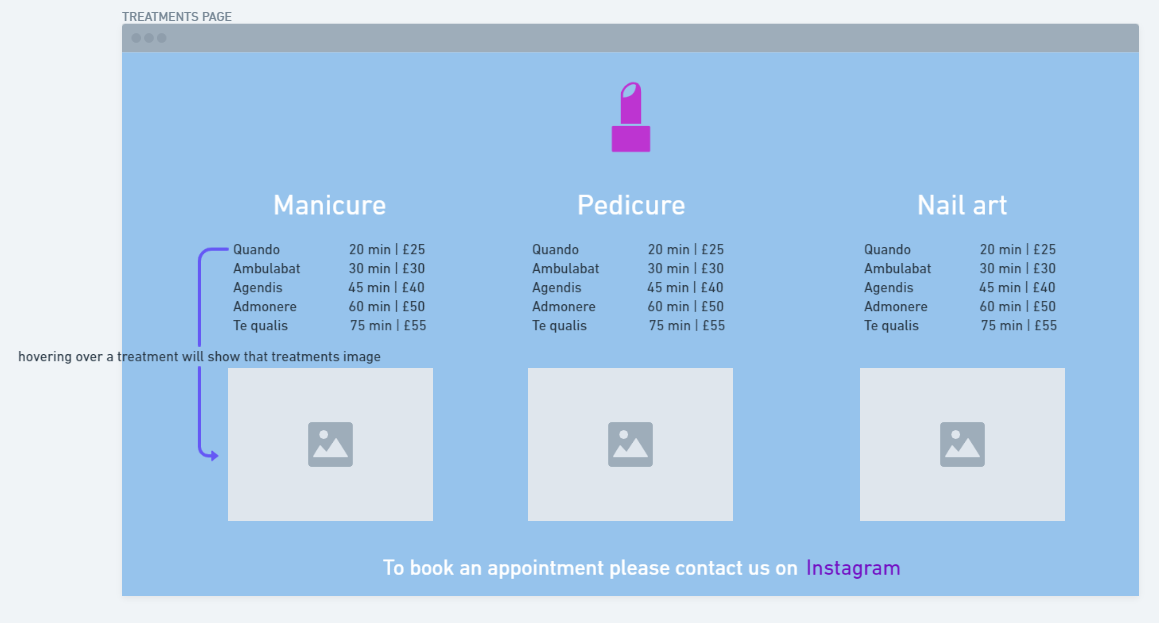 TREATMENTS PAGE
Manicure
Quando 20 min | £25
Ambulabat 30 min | £30
Agendis 45 min | £40
Admonere 60 min | £50
Te qualis 75 min | £55
Pedicure
Quando 20 min | £25
Ambulabat 30 min | £30
Agendis 45 min | £40
Admonere 60 min | £50
Te qualis 75 min | £55
Nail art
Quando 20 min | £25
Ambulabat 30 min | £30
Agendis 45 min | £40
Admonere 60 min | £50
Te qualis 75 min | £55
hovering over a treatment will show that treatments image
To book an appointment please contact us on Instagram